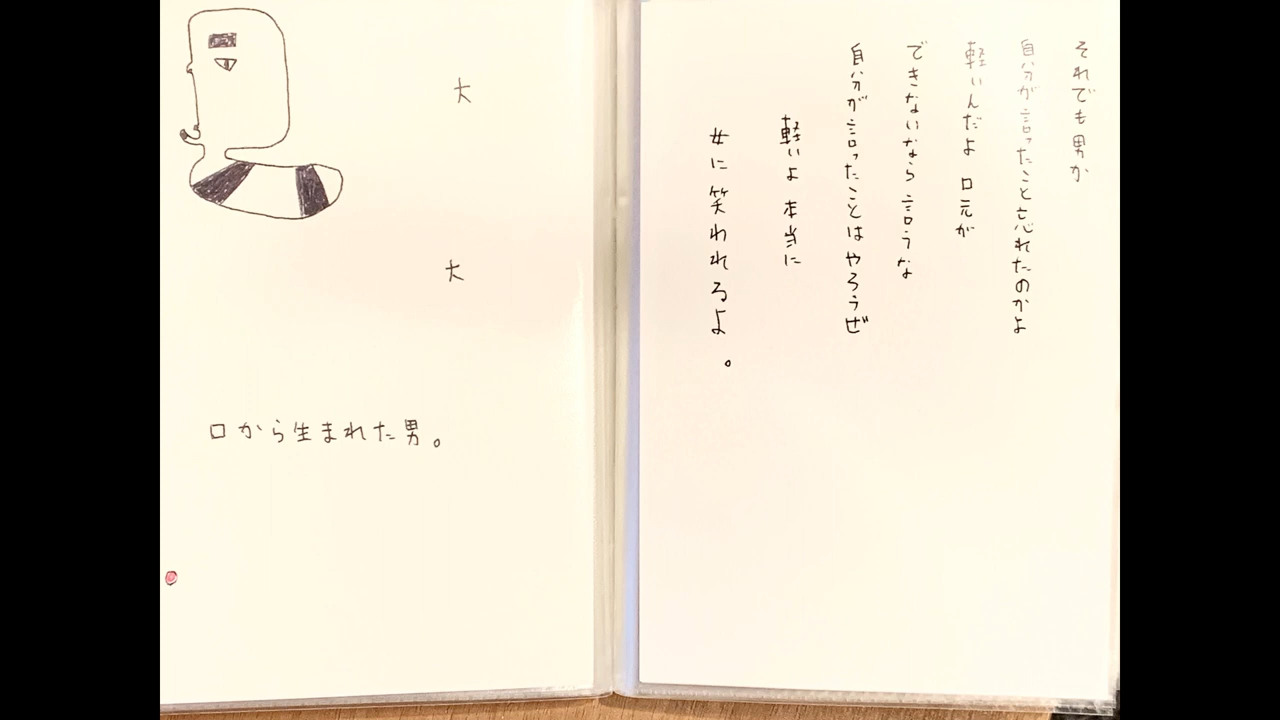 大
大
口から生まれた男。
それでも男か
自分が言ったこと忘れたのかよ
軽いんだよ 口元が
できないなら言うな
自分が言ったことはやろうぜ
軽いよ 本当に
女に笑われるよ。